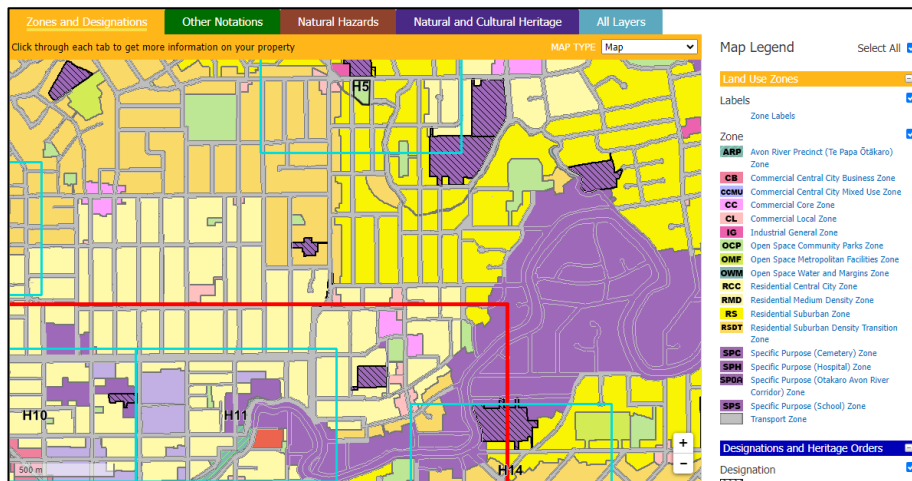 Zones and Designations
Other Notations
Natural Hazards
Natural and Cultural Heritage
All Layers
Click through each tab to get more information on your property
MAP TYPE Map
H5
H10
H11
H14
500 m
+
−
Map Legend
Select All
Land Use Zones
Labels
Zone Labels
Zone
ARP Avon River Precinct (Te Papa Ōtākaro)
Zone
CB Commercial Central City Business Zone
CCMU Commercial Central City Mixed Use Zone
CC Commercial Core Zone
CL Commercial Local Zone
IG Industrial General Zone
OCP Open Space Community Parks Zone
OMF Open Space Metropolitan Facilities Zone
OWM Open Space Water and Margins Zone
RCC Residential Central City Zone
RMD Residential Medium Density Zone
RS Residential Suburban Zone
RSDT Residential Suburban Density Transition
Zone
SPC Specific Purpose (Cemetery) Zone
SPH Specific Purpose (Hospital) Zone
SPOA Specific Purpose (Otakaro Avon River
Corridor) Zone
SPS Specific Purpose (School) Zone
Transport Zone
Designations and Heritage Orders
Designation